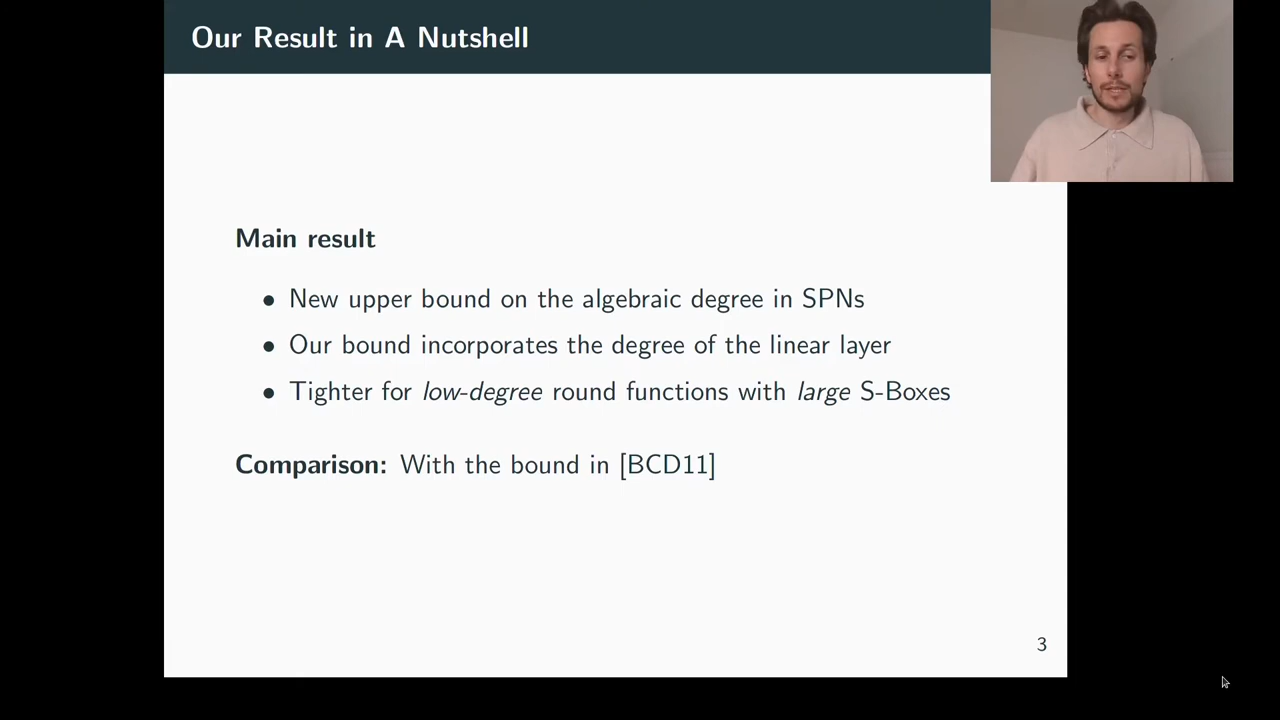 Our Result in A Nutshell
Main result
• New upper bound on the algebraic degree in SPNs
• Our bound incorporates the degree of the linear layer
• Tighter for low-degree round functions with large S-Boxes
Comparison: With the bound in [BCD11]
3